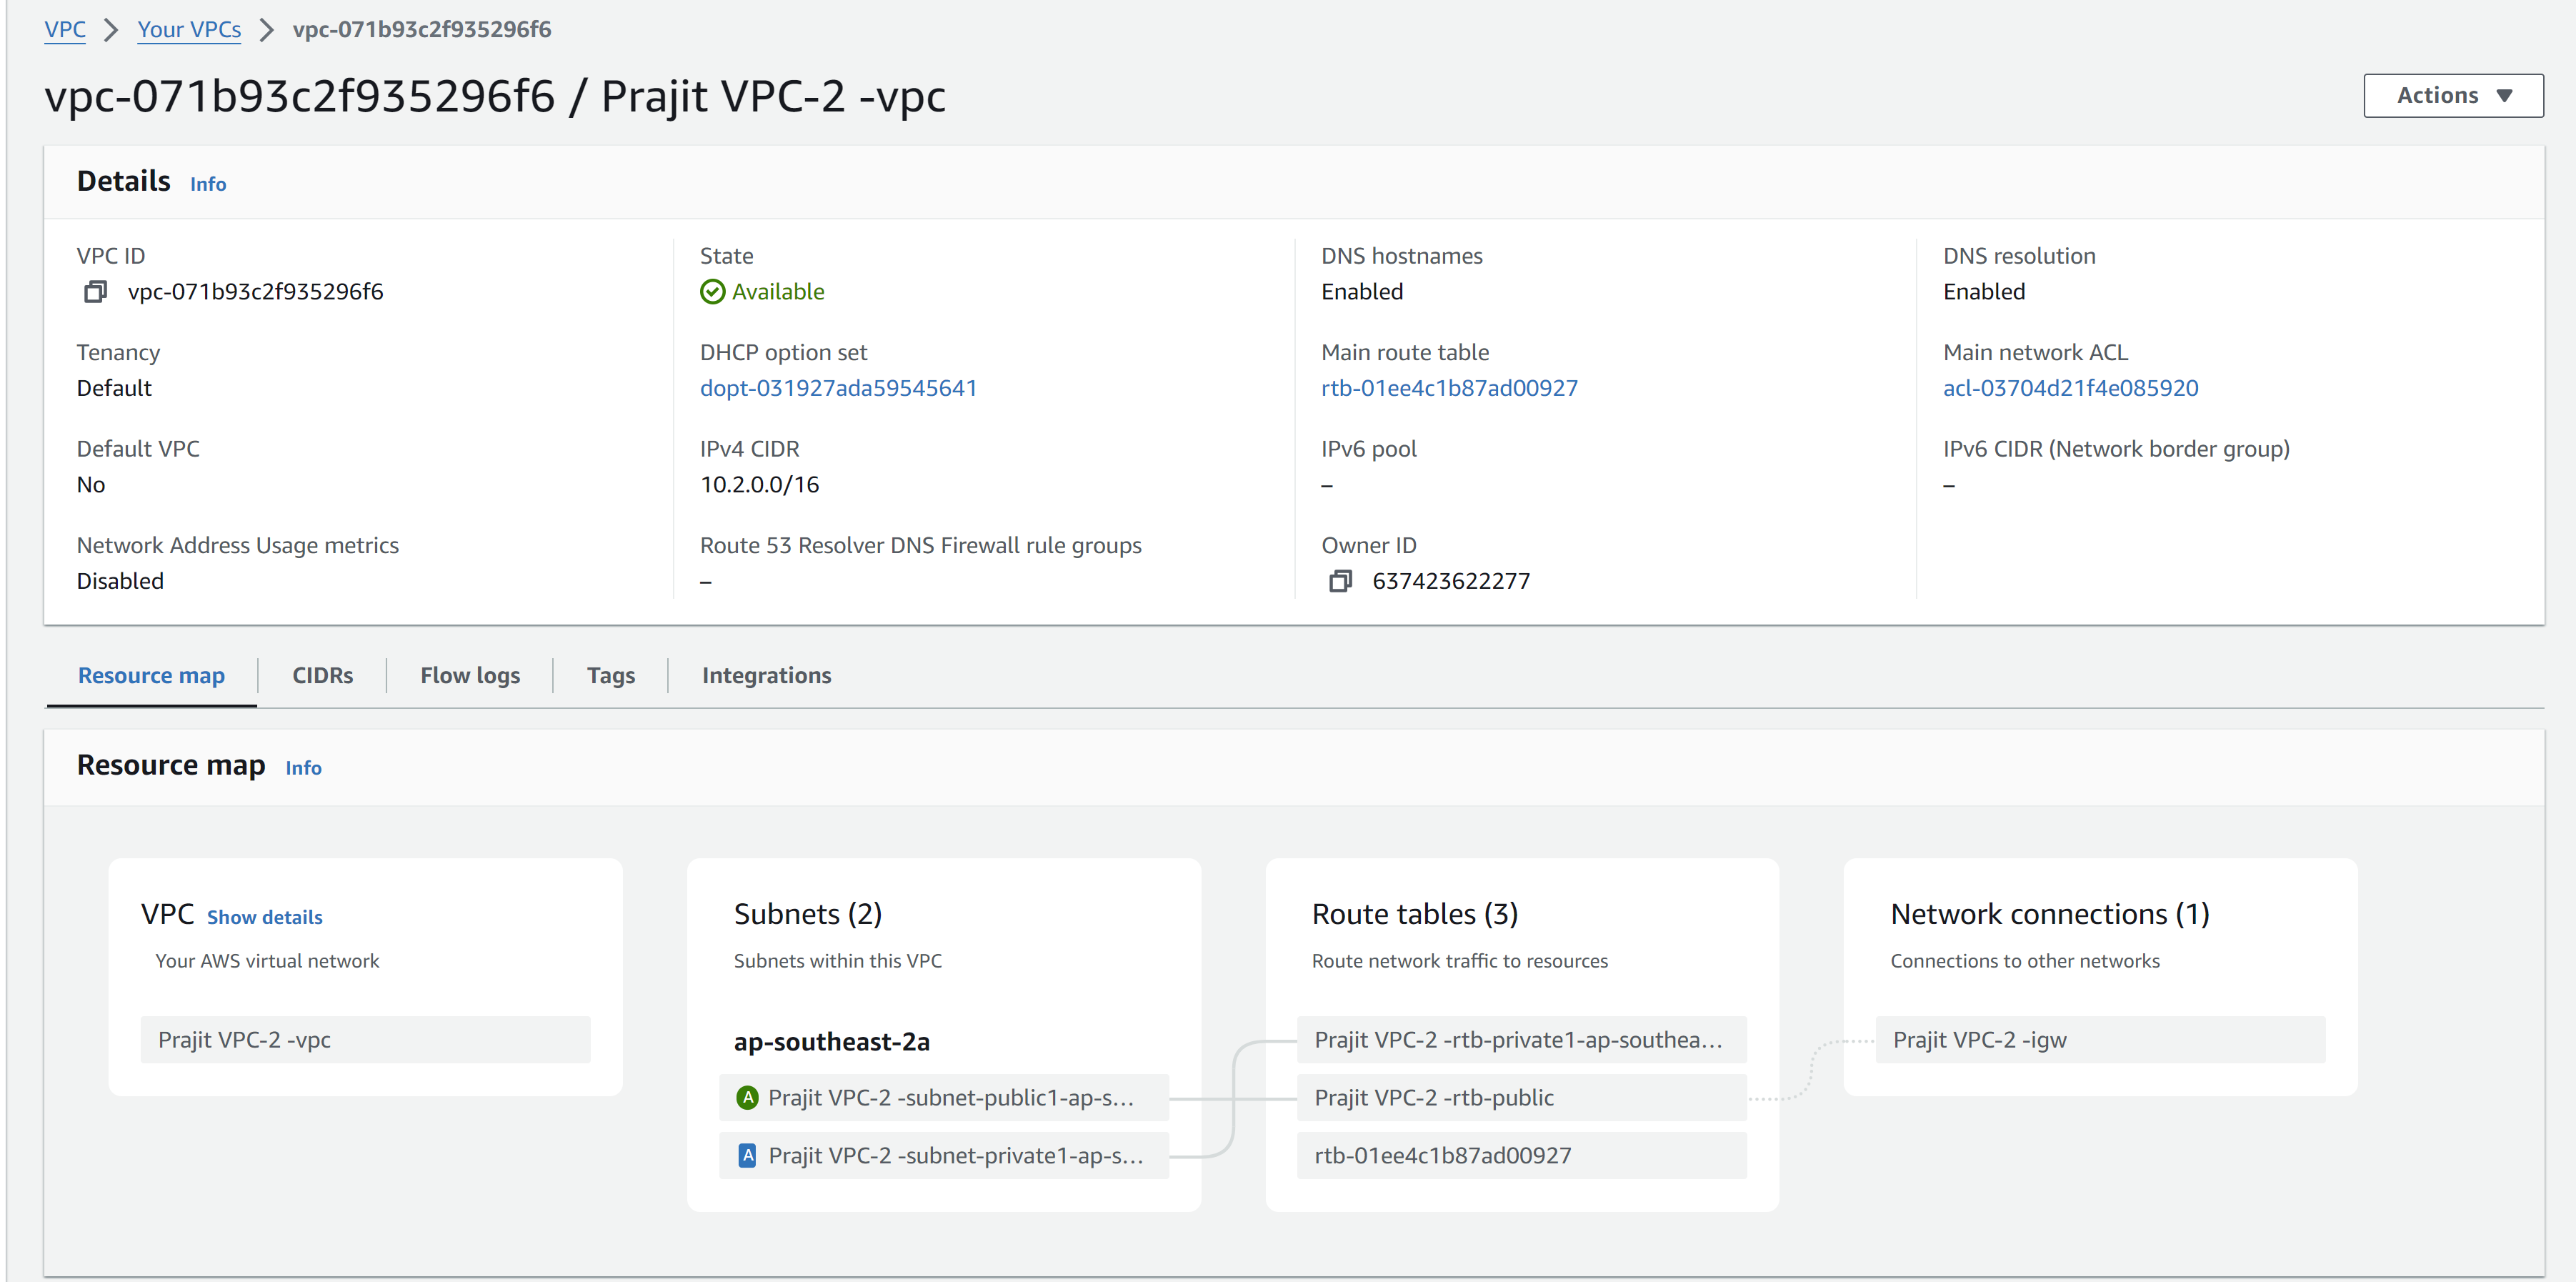 VPC > Your VPCs > vpc-071b93c2f935296f6
vpc-071b93c2f935296f6 / Prajit VPC-2 -vpc
Actions
Details Info
VPC ID
vpc-071b93c2f935296f6
State
Available
DNS hostnames
Enabled
DNS resolution
Enabled
Tenancy
Default
DHCP option set
dopt-031927ada59545641
Main route table
rtb-01ee4c1b87ad00927
Main network ACL
acl-03704d21f4e085920
Default VPC
No
IPv4 CIDR
10.2.0.0/16
IPv6 pool
–
IPv6 CIDR (Network border group)
–
Network Address Usage metrics
Disabled
Route 53 Resolver DNS Firewall rule groups
–
Owner ID
637423622277
Resource map
CIDRs
Flow logs
Tags
Integrations
Resource map Info
VPC Show details
Your AWS virtual network
Prajit VPC-2 -vpc
Subnets (2)
Subnets within this VPC
ap-southeast-2a
A Prajit VPC-2 -subnet-public1-ap-s...
A Prajit VPC-2 -subnet-private1-ap-s...
Route tables (3)
Route network traffic to resources
Prajit VPC-2 -rtb-private1-ap-southea...
Prajit VPC-2 -rtb-public
rtb-01ee4c1b87ad00927
Network connections (1)
Connections to other networks
Prajit VPC-2 -igw